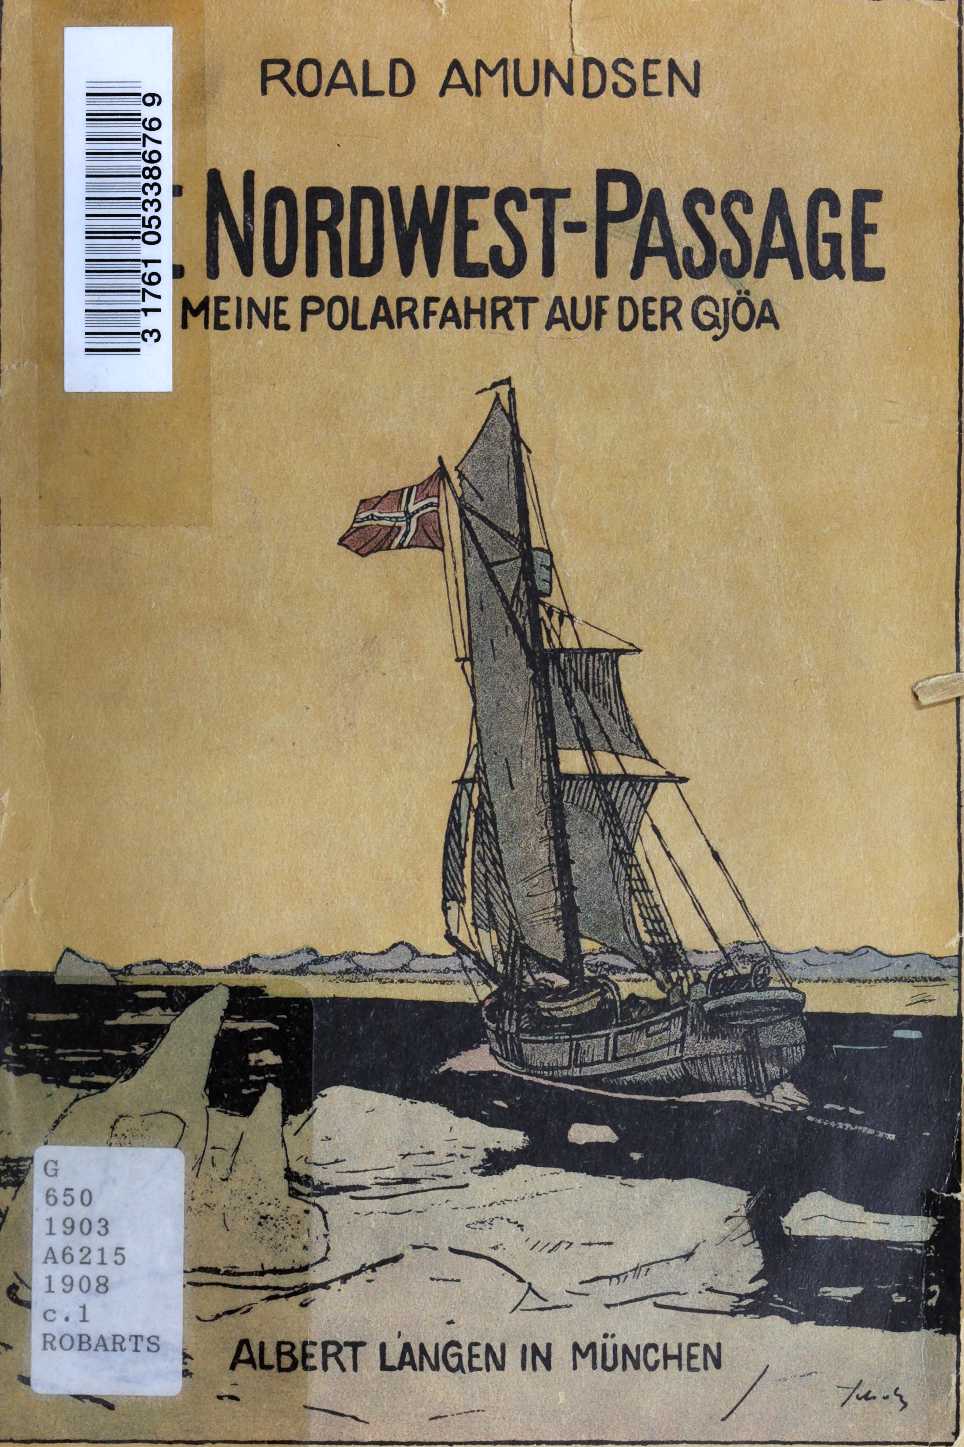 ROALD AMUNDSEN
E NORDWEST-PASSAGE
MEINE POLARFAHRT AUF DER GJÖA
3 1761 05338676 9
G
650
1903
A6215
1908
c.1
ROBARTS
ALBERT LANGEN IN MÜNCHEN